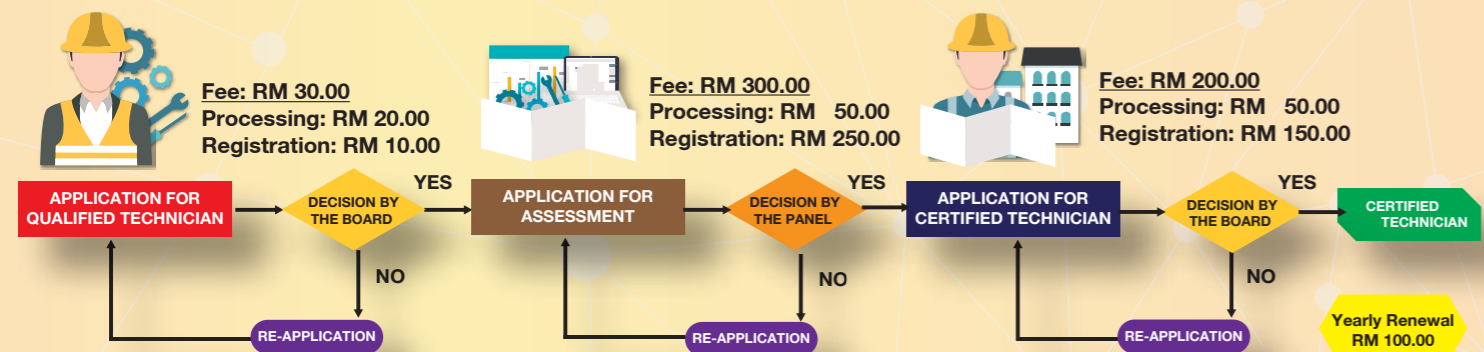 Fee: RM 30.00
Processing: RM 20.00
Registration: RM 10.00
Fee: RM 300.00
Processing: RM 50.00
Registration: RM 250.00
Fee: RM 200.00
Processing: RM 50.00
Registration: RM 150.00
APPLICATION FOR
QUALIFIED TECHNICIAN
DECISION BY
THE BOARD
YES
NO
RE-APPLICATION
APPLICATION FOR
ASSESSMENT
DECISION BY
THE PANEL
YES
NO
RE-APPLICATION
APPLICATION FOR
CERTIFIED TECHNICIAN
DECISION BY
THE BOARD
YES
NO
RE-APPLICATION
CERTIFIED
TECHNICIAN
Yearly Renewal
RM 100.00